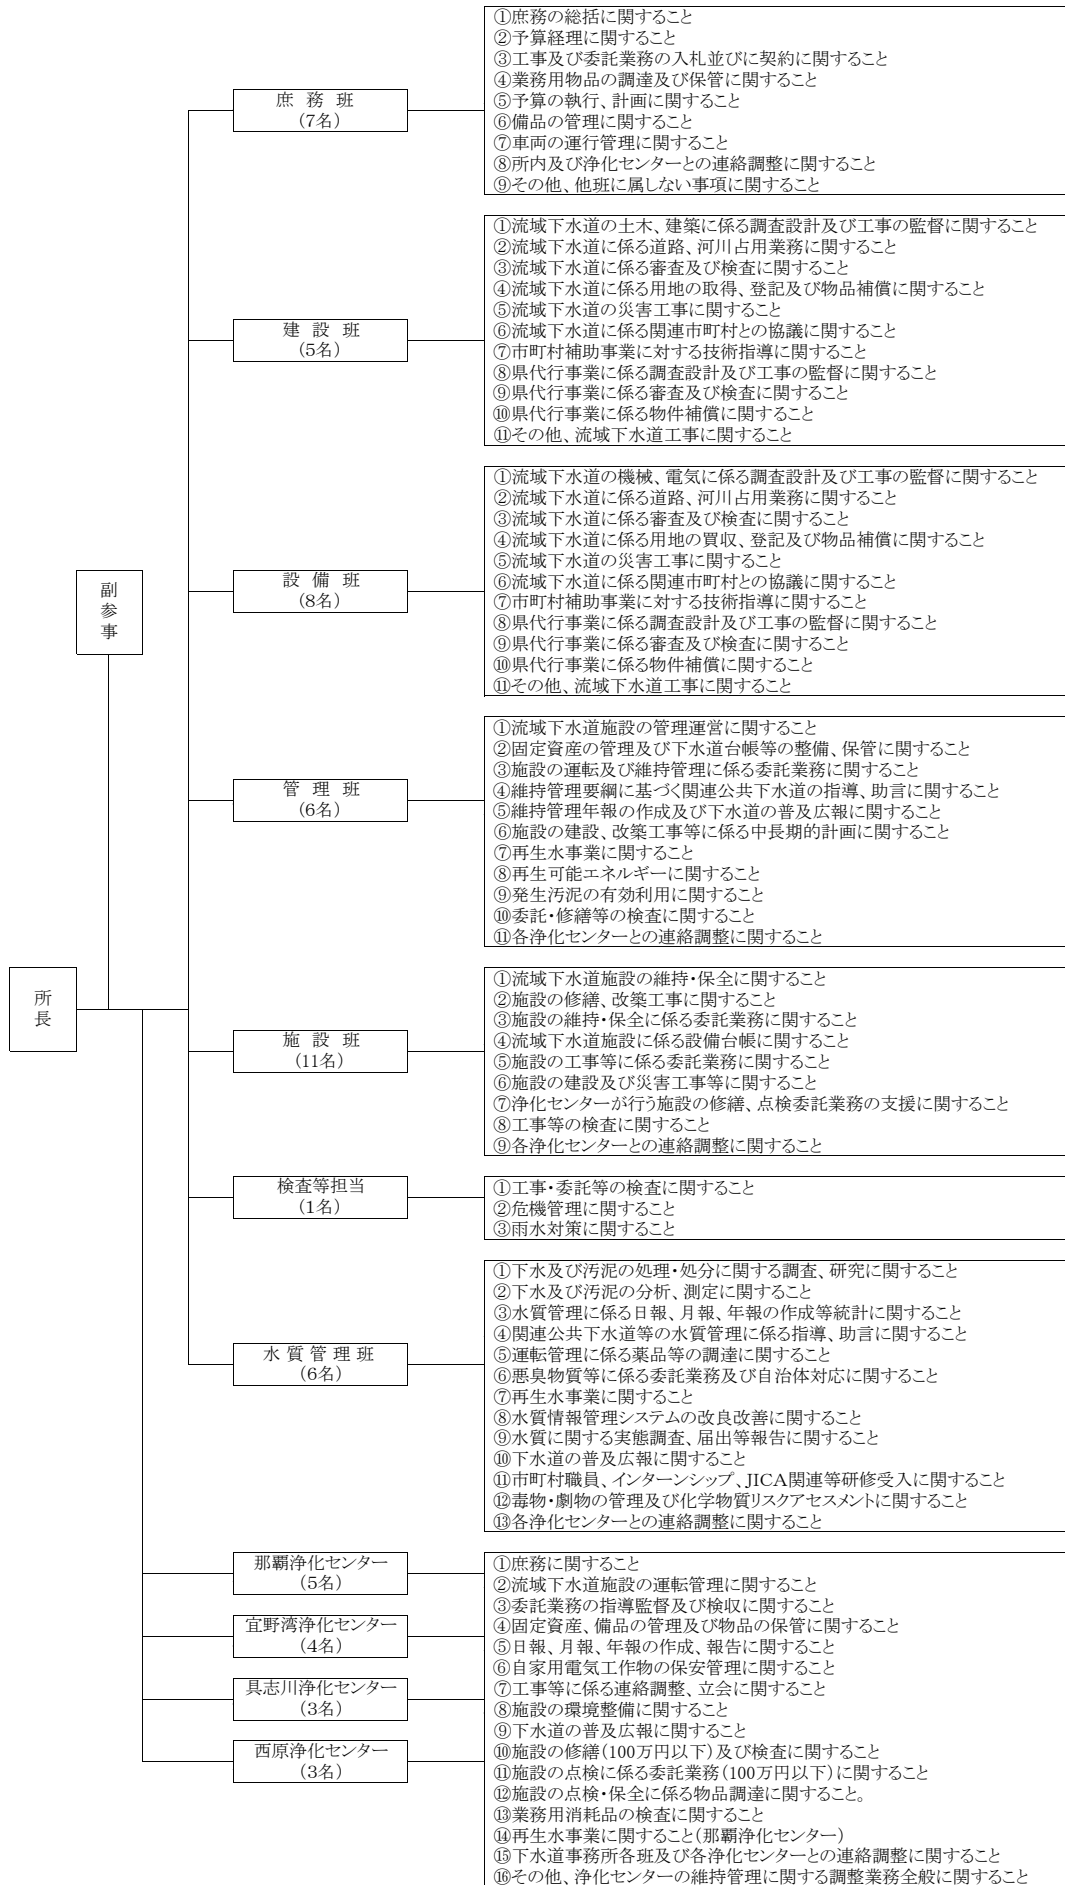 ①庶務の総括に関すること
②予算経理に関すること
③工事及び委託業務の入札並びに契約に関すること
④業務用物品の調達及び保管に関すること
⑤予算の執行、計画に関すること
⑥備品の管理に関すること
⑦車両の運行管理に関すること
⑧所内及び浄化センターとの連絡調整に関すること
⑨その他、他班に属しない事項に関すること
庶 務 班
(7名)
①流域下水道の土木、建築に係る調査設計及び工事の監督に関すること
②流域下水道に係る道路、河川占用業務に関すること
③流域下水道に係る審査及び検査に関すること
④流域下水道に係る用地の取得、登記及び物品補償に関すること
⑤流域下水道の災害工事に関すること
⑥流域下水道に係る関連市町村との協議に関すること
⑦市町村補助事業に対する技術指導に関すること
⑧県代行事業に係る調査設計及び工事の監督に関すること
⑨県代行事業に係る審査及び検査に関すること
⑩県代行事業に係る物件補償に関すること
⑪その他、流域下水道工事に関すること
建 設 班
(5名)
①流域下水道の機械、電気に係る調査設計及び工事の監督に関すること
②流域下水道に係る道路、河川占用業務に関すること
③流域下水道に係る審査及び検査に関すること
④流域下水道に係る用地の買収、登記及び物品補償に関すること
⑤流域下水道の災害工事に関すること
⑥流域下水道に係る関連市町村との協議に関すること
⑦市町村補助事業に対する技術指導に関すること
⑧県代行事業に係る調査設計及び工事の監督に関すること
⑨県代行事業に係る審査及び検査に関すること
⑩県代行事業に係る物件補償に関すること
⑪その他、流域下水道工事に関すること
設 備 班
(8名)
副参事
①流域下水道施設の管理運営に関すること
②固定資産の管理及び下水道台帳等の整備、保管に関すること
③施設の運転及び維持管理に係る委託業務に関すること
④維持管理要綱に基づく関連公共下水道の指導、助言に関すること
⑤維持管理年報の作成及び下水道の普及広報に関すること
⑥施設の建設、改築工事等に係る中長期的計画に関すること
⑦再生水事業に関すること
⑧再生可能エネルギーに関すること
⑨発生汚泥の有効利用に関すること
⑩委託・修繕等の検査に関すること
⑪各浄化センターとの連絡調整に関すること
管 理 班
(6名)
所長
①流域下水道施設の維持・保全に関すること
②施設の修繕、改築工事に関すること
③施設の維持・保全に係る委託業務に関すること
④流域下水道施設に係る設備台帳に関すること
⑤施設の工事等に係る委託業務に関すること
⑥施設の建設及び災害工事等に関すること
⑦浄化センターが行う施設の修繕、点検委託業務の支援に関すること
⑧工事等の検査に関すること
⑨各浄化センターとの連絡調整に関すること
施 設 班
(11名)
検査等担当
(1名)
①工事・委託等の検査に関すること
②危機管理に関すること
③雨水対策に関すること
①下水及び汚泥の処理・処分に関する調査、研究に関すること
②下水及び汚泥の分析、測定に関すること
③水質管理に係る日報、月報、年報の作成等統計に関すること
④関連公共下水道等の水質管理に係る指導、助言に関すること
⑤運転管理に係る薬品等の調達に関すること
⑥悪臭物質等に係る委託業務及び自治体対応に関すること
⑦再生水事業に関すること
⑧水質情報管理システムの改良改善に関すること
⑨水質に関する実態調査、届出等報告に関すること
⑩下水道の普及広報に関すること
⑪市町村職員、インターンシップ、JICA関連等研修受入に関すること
⑫毒物・劇物の管理及び化学物質リスクアセスメントに関すること
⑬各浄化センターとの連絡調整に関すること
水 質 管 理 班
(6名)
那覇浄化センター
(5名)
宜野湾浄化センター
(4名)
具志川浄化センター
(3名)
西原浄化センター
(3名)
①庶務に関すること
②流域下水道施設の運転管理に関すること
③委託業務の指導監督及び検収に関すること
④固定資産、備品の管理及び物品の保管に関すること
⑤日報、月報、年報の作成、報告に関すること
⑥自家用電気工作物の保安管理に関すること
⑦工事等に係る連絡調整、立会に関すること
⑧施設の環境整備に関すること
⑨下水道の普及広報に関すること
⑩施設の修繕(100万円以下)及び検査に関すること
⑪施設の点検に係る委託業務(100万円以下)に関すること
⑫施設の点検・保全に係る物品調達に関すること。
⑬業務用消耗品の検査に関すること
⑭再生水事業に関すること(那覇浄化センター)
⑮下水道事務所各班及び各浄化センターとの連絡調整に関すること
⑯その他、浄化センターの維持管理に関する調整業務全般に関すること